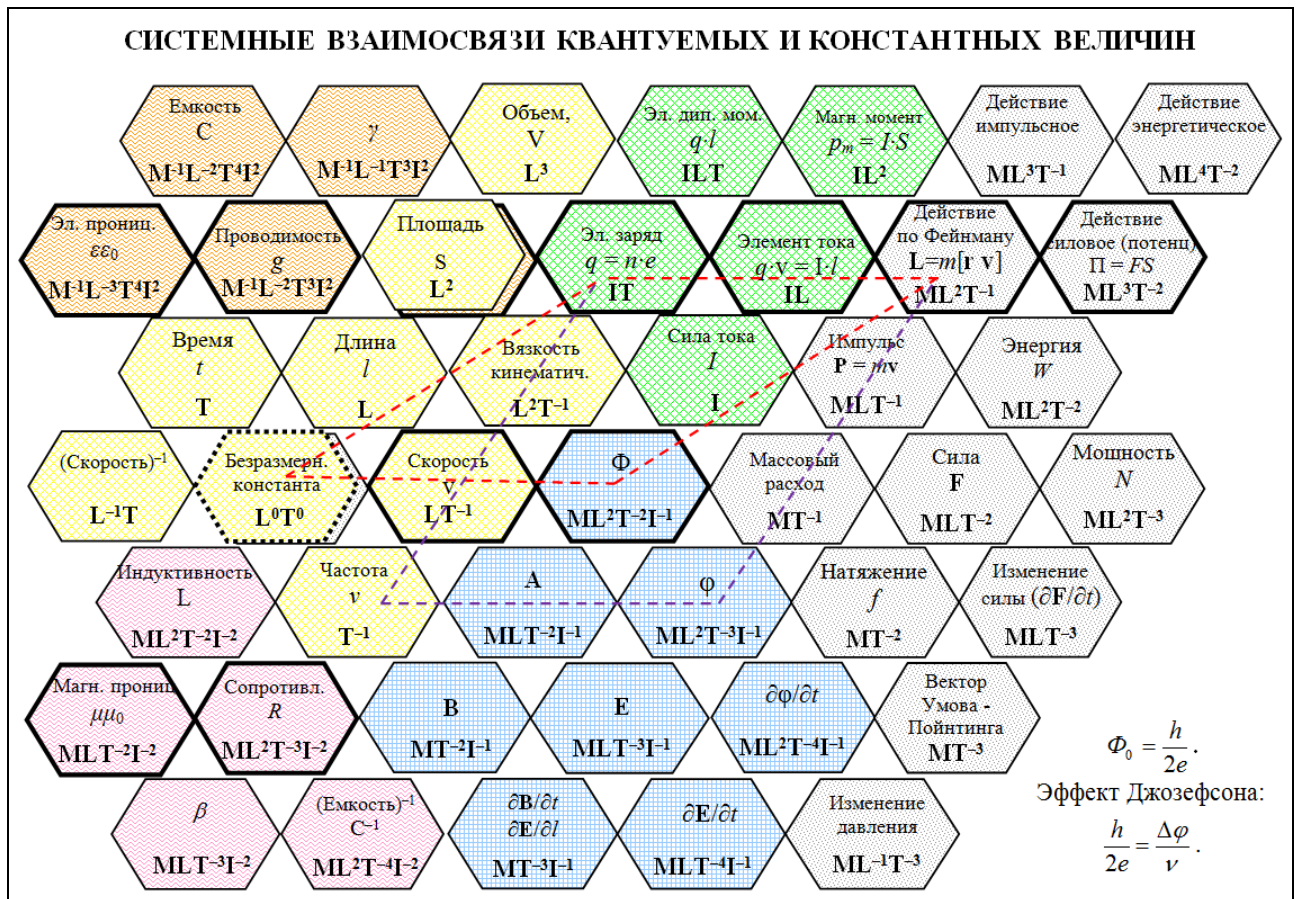 СИСТЕМНЫЕ ВЗАИМОСВЯЗИ КВАНТУЕМЫХ И КОНСТАНТНЫХ ВЕЛИЧИН
Емкость
C
M⁻¹L⁻²T⁴I²
γ
M⁻¹L⁻¹T³I²
Объем,
V
L³
Эл. дип. мом.
q·l
ILT
Магн. момент
pₘ = I·S
IL²
Действие
импульсное
ML³T⁻¹
Действие
энергетическое
ML⁴T⁻²
Эл. прониц.
εε₀
M⁻¹L⁻³T⁴I²
Проводимость
g
M⁻¹L⁻²T³I²
Площадь
S
L²
Эл. заряд
q = n·e
IT
Элемент тока
q·v = I·l
IL
Действие
по Фейнману
L=m[r v]
ML²T⁻¹
Действие
силовое (потенц)
П = FS
ML³T⁻²
Время
t
T
Длина
l
L
Вязкость
кинематич.
L²T⁻¹
Сила тока
I
I
Импульс
P = mv
MLT⁻¹
Энергия
W
ML²T⁻²
(Скорость)⁻¹
L⁻¹T
Безразмерн.
константа
L⁰T⁰
Скорость
V
LT⁻¹
Ф
ML²T⁻²I⁻¹
Массовый
расход
MT⁻¹
Сила
F
MLT⁻²
Мошность
N
ML²T⁻³
Индуктивность
L
ML²T⁻²I⁻²
Частота
ν
T⁻¹
A
MLT⁻²I⁻¹
φ
ML²T⁻³I⁻¹
Натяжение
f
MT⁻²
Изменение
силы (∂F/∂t)
MLT⁻³
Магн. прониц
μμ₀
MLT⁻²I⁻²
Сопротивл.
R
ML²T⁻³I⁻²
B
MT⁻²I⁻¹
E
MLT⁻³I⁻¹
∂φ/∂t
ML²T⁻⁴I⁻¹
Вектор
Умова -
Пойнтинга
MT⁻³
β
MLT⁻³I⁻²
(Емкость)⁻¹
C⁻¹
ML²T⁻⁴I⁻²
∂B/∂t
∂E/∂l
MT⁻³I⁻¹
∂E/∂t
MLT⁻⁴I⁻¹
Изменение
давления
ML⁻¹T⁻³
Ф₀ = h/2e.
Эффект Джозефсона:
h/2e = Δφ/ν.